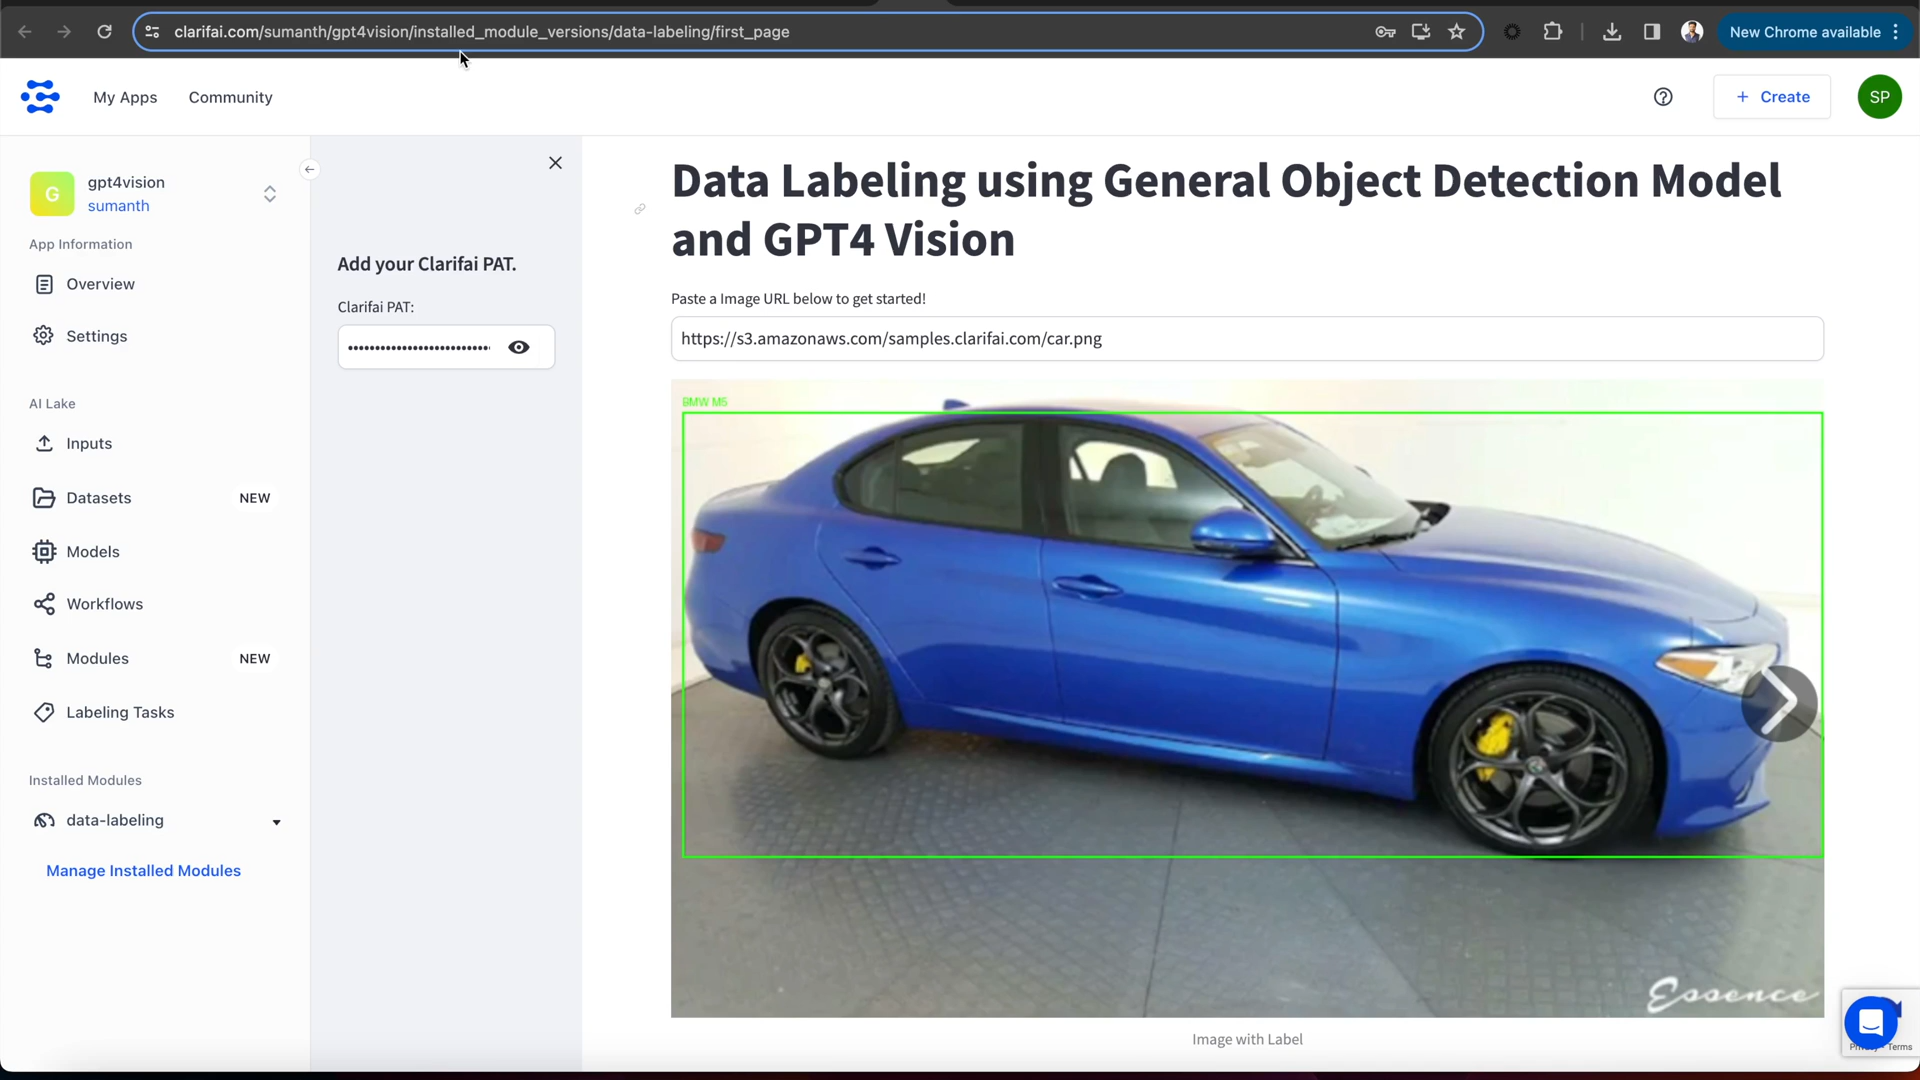 clarifai.com/sumanth/gpt4vision/installed_module_versions/data-labeling/first_page
New Chrome available
My Apps
Community
+ Create
SP
G
gpt4vision
sumanth
App Information
Overview
Settings
AI Lake
Inputs
Datasets NEW
Models
Workflows
Modules NEW
Labeling Tasks
Installed Modules
data-labeling
Manage Installed Modules
Add your Clarifai PAT.
Clarifai PAT:
Data Labeling using General Object Detection Model
and GPT4 Vision
Paste a Image URL below to get started!
https://s3.amazonaws.com/samples.clarifai.com/car.png
BMW M5
Essence
Image with Label
Terms